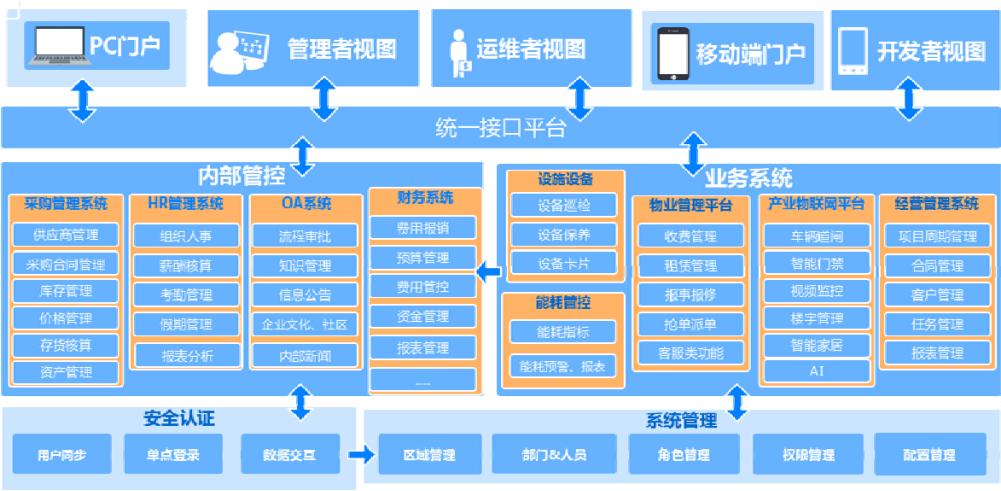 PC门户
管理者视图
运维者视图
移动端门户
开发者视图
统一接口平台
内部管控
采购管理系统
供应商管理
采购合同管理
库存管理
价格管理
存货核算
资产管理
HR管理系统
组织人事
薪酬核算
考勤管理
假期管理
报表分析
OA系统
流程审批
知识管理
信息公告
企业文化、社区
内部新闻
财务系统
费用报销
预算管理
费用管控
资金管理
报表管理
......
业务系统
设施设备
设备巡检
设备保养
设备卡片
能耗管控
能耗指标
能耗预警、报表
物业管理平台
收费管理
租赁管理
报事报修
抢单派单
客服类功能
产业物联网平台
车辆道闸
智能门禁
视频监控
楼宇管理
智能家居
AI
经营管理系统
项目周期管理
合同管理
客户管理
任务管理
报表管理
安全认证
用户同步
单点登录
数据交互
系统管理
区域管理
部门&人员
角色管理
权限管理
配置管理